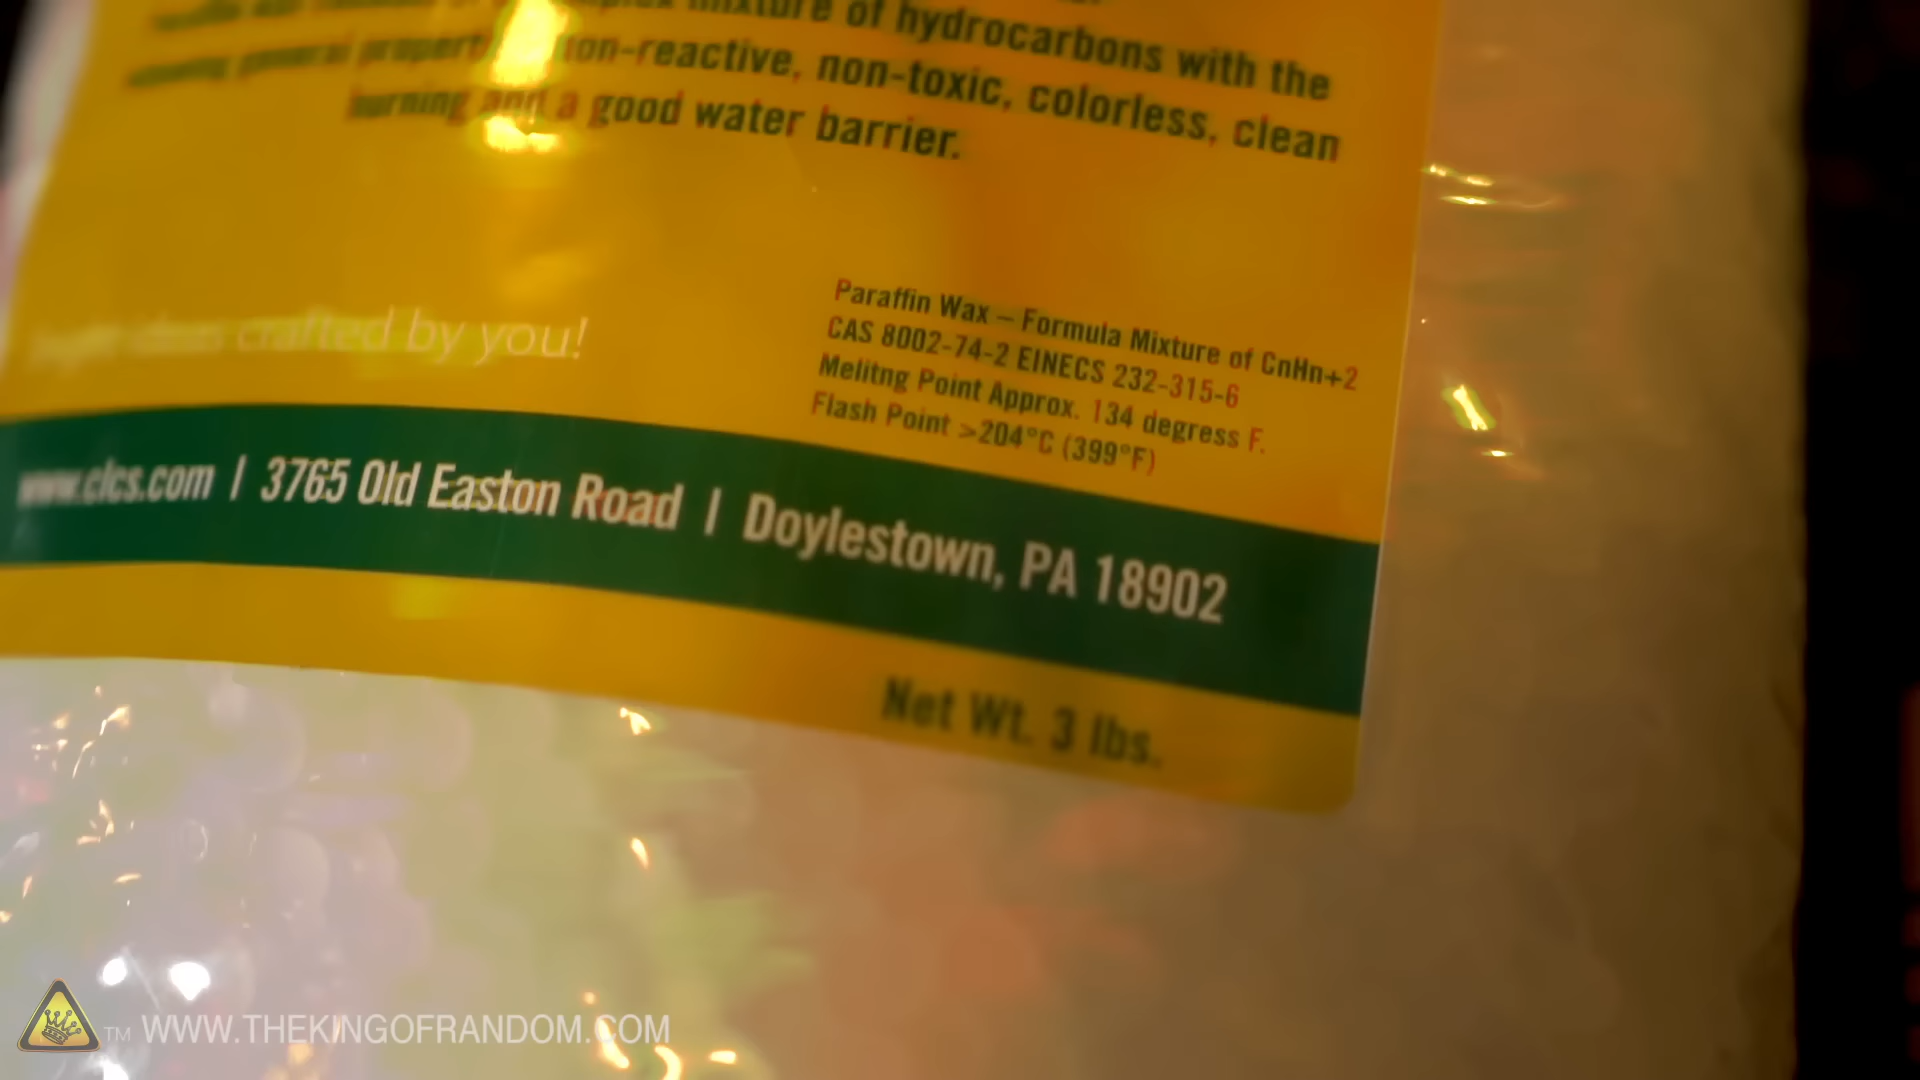 mixture of hydrocarbons with the
general non-reactive, non-toxic, colorless, clean
burning and a good water barrier.
crafted by you!
Paraffin Wax – Formula Mixture of CnHn+2
CAS 8002-74-2 EINECS 232-315-6
Melitng Point Approx. 134 degress F.
Flash Point >204°C (399°F)
www.clcs.com | 3765 Old Easton Road | Doylestown, PA 18902
Net Wt. 3 lbs.
TM WWW.THEKINGOFRANDOM.COM